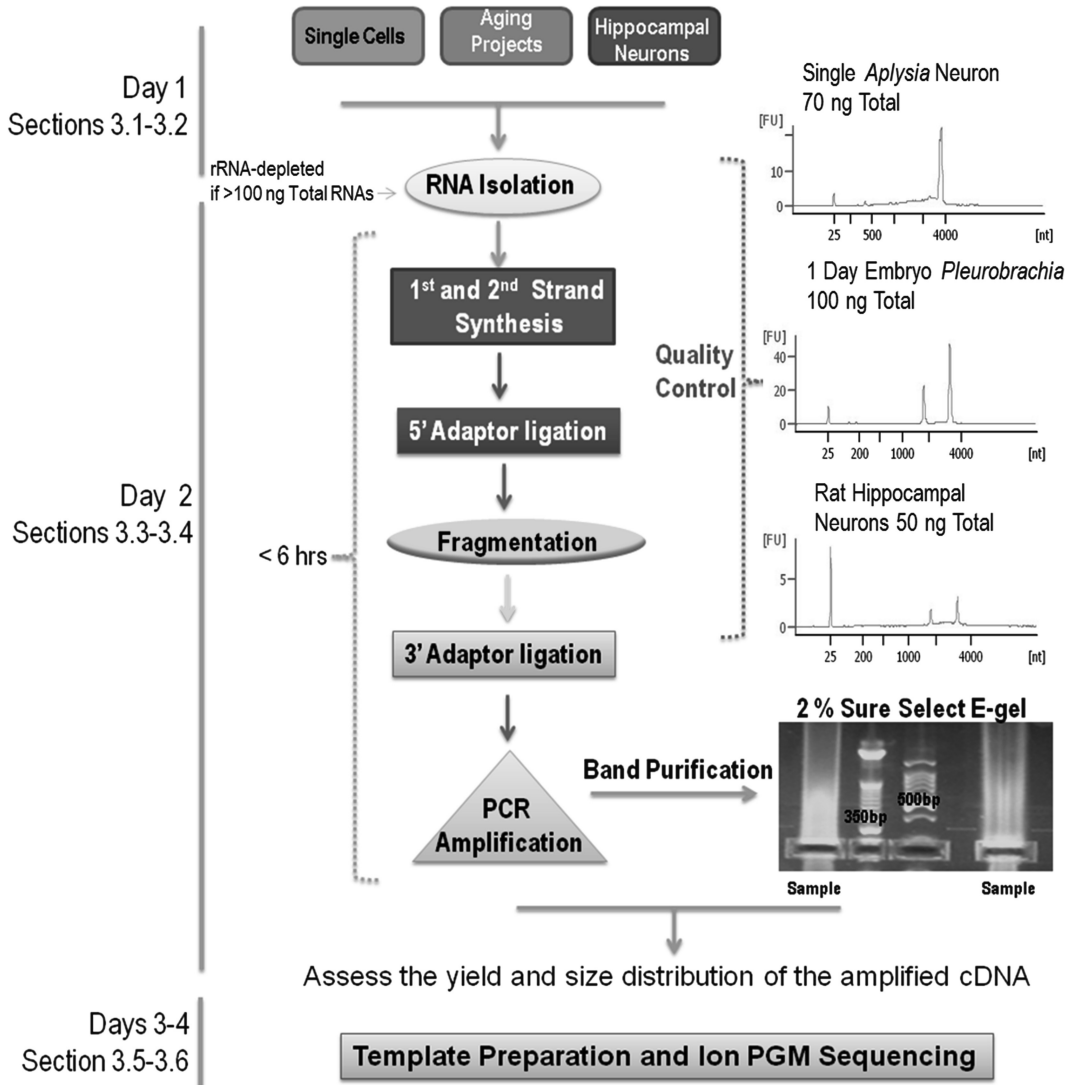 Single Cells
Aging
Projects
Hippocampal
Neurons
Day 1
Sections 3.1-3.2
rRNA-depleted
if >100 ng Total RNAs
RNA Isolation
1st and 2nd Strand
Synthesis
5' Adaptor ligation
Fragmentation
3' Adaptor ligation
PCR
Amplification
Day 2
Sections 3.3-3.4
< 6 hrs
Quality
Control
Single Aplysia Neuron
70 ng Total
[FU]
10
0
25 500 4000 [nt]
1 Day Embryo Pleurobrachia
100 ng Total
[FU]
40
20
0
25 200 1000 4000 [nt]
Rat Hippocampal
Neurons 50 ng Total
[FU]
5
0
25 200 1000 4000 [nt]
Band Purification
2 % Sure Select E-gel
350bp
500bp
Sample
Sample
Assess the yield and size distribution of the amplified cDNA
Days 3-4
Section 3.5-3.6
Template Preparation and Ion PGM Sequencing